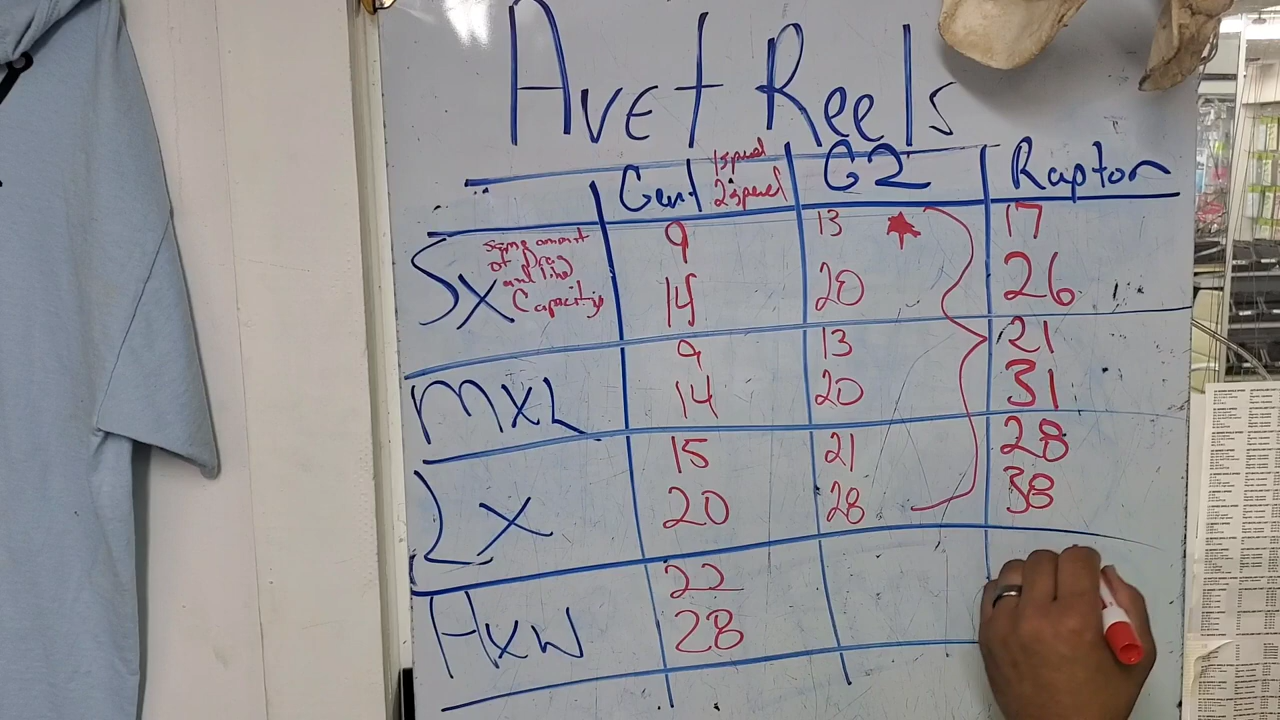 Avet Reels
Gen1 1speed G2 Raptor
2speed
SX same amount of Drag and line Capacity 9 13 17
14 20 26
MXL 9 13 21
14 20 31
LX 15 21 28
20 28 38
HXW 22
28